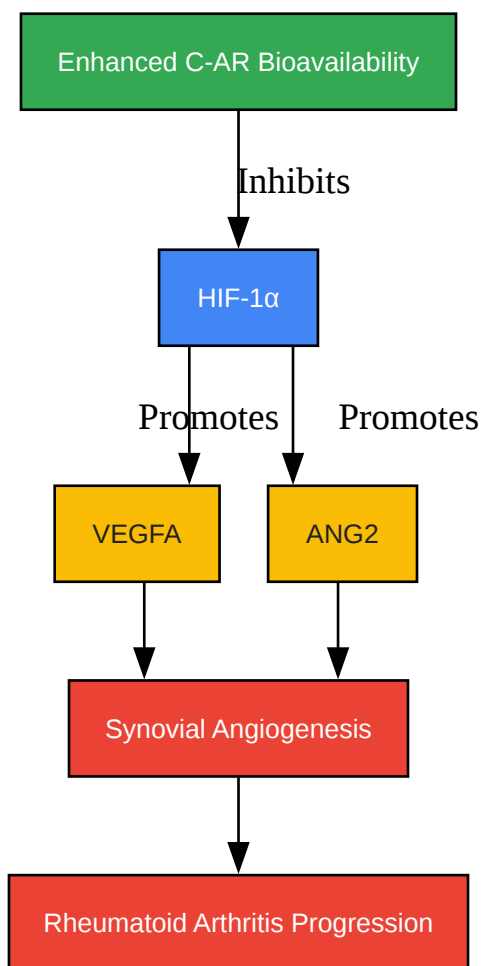 Enhanced C-AR Bioavailability
Inhibits
HIF-1α
Promotes
Promotes
VEGFA
ANG2
Synovial Angiogenesis
Rheumatoid Arthritis Progression